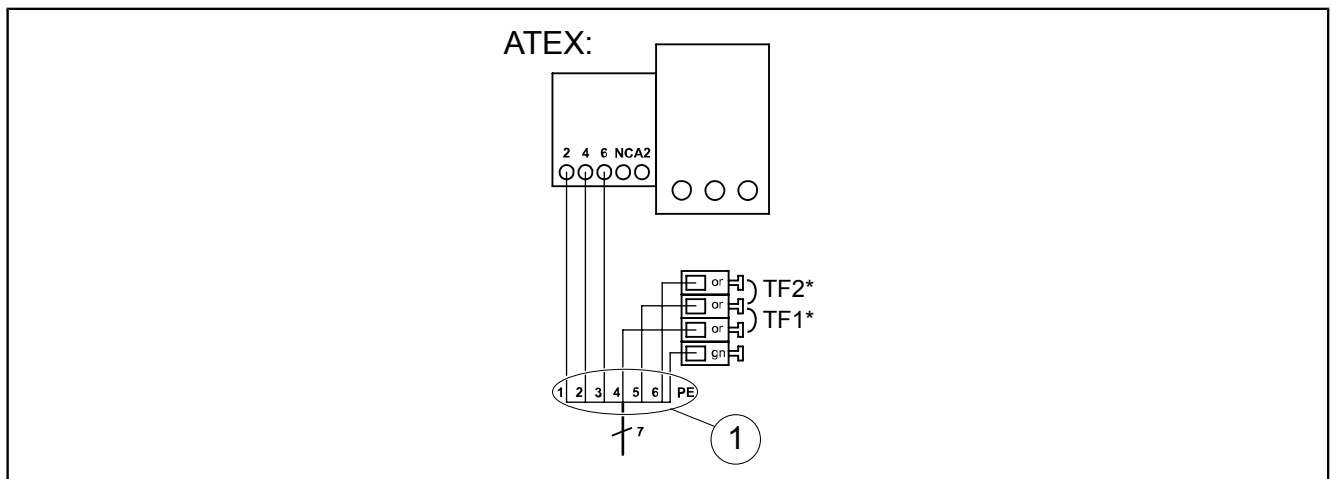 ATEX:
2 4 6 NCA2
or TF2*
or
or TF1*
gn
1 2 3 4 5 6 PE
7
1